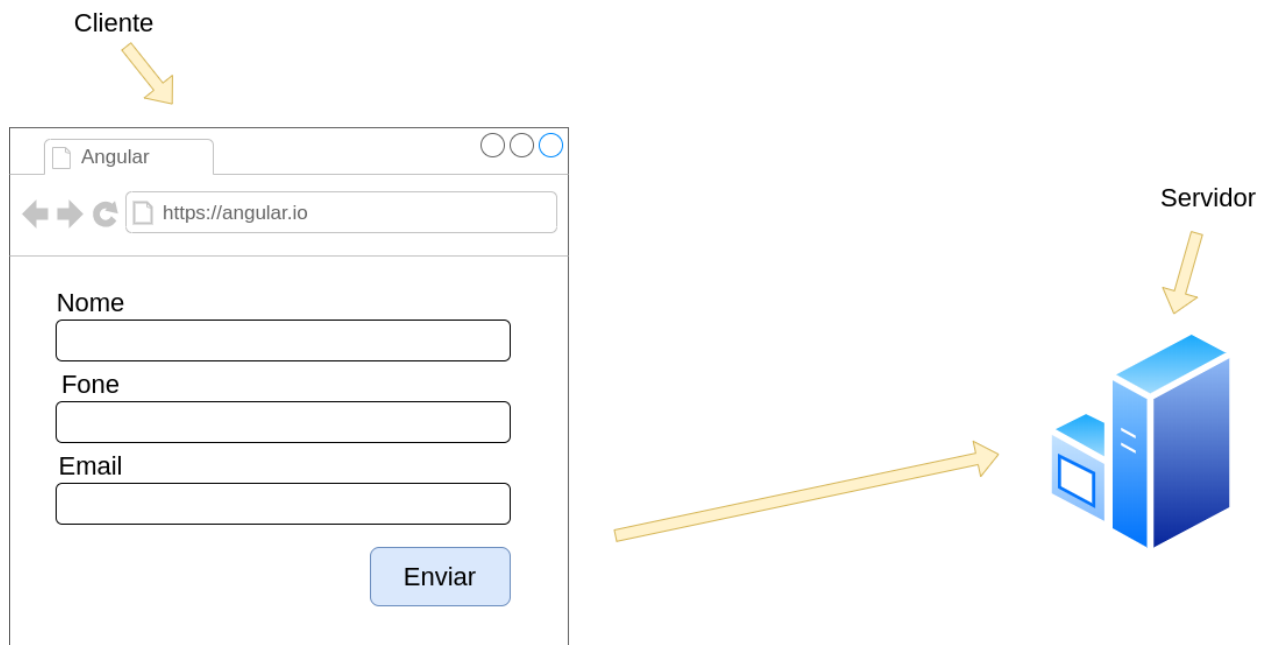 Cliente
Angular
https://angular.io
Servidor
Nome
Fone
Email
Enviar